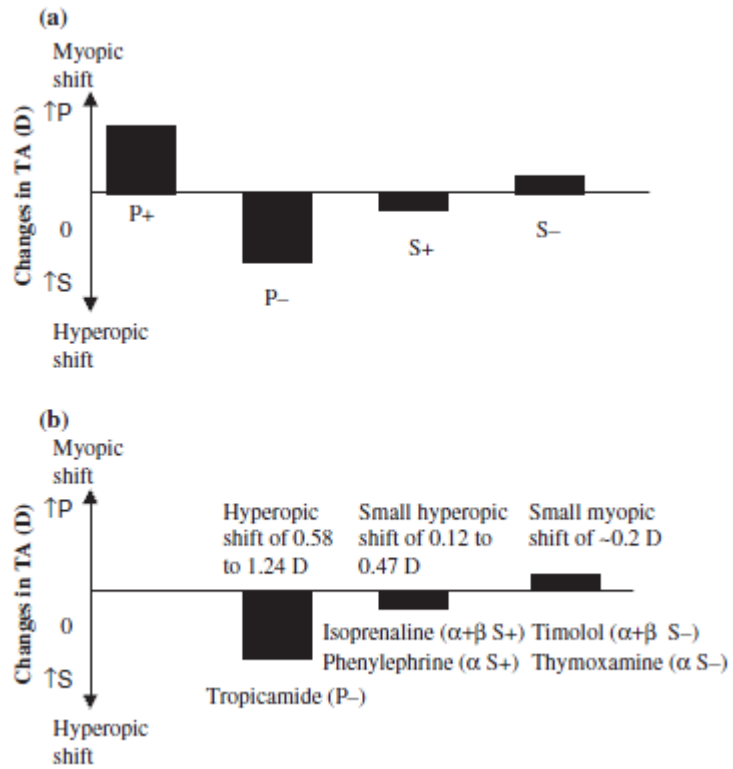 (a)
Myopic
shift
Changes in TA (D)
↑P
0
↑S
Hyperopic
shift
P+
P–
S+
S–
(b)
Myopic
shift
Changes in TA (D)
↑P
0
↑S
Hyperopic
shift
Hyperopic
shift of 0.58
to 1.24 D
Small hyperopic
shift of 0.12 to
0.47 D
Small myopic
shift of ~0.2 D
Isoprenaline (α+β S+)
Phenylephrine (α S+)
Timolol (α+β S–)
Thymoxamine (α S–)
Tropicamide (P–)